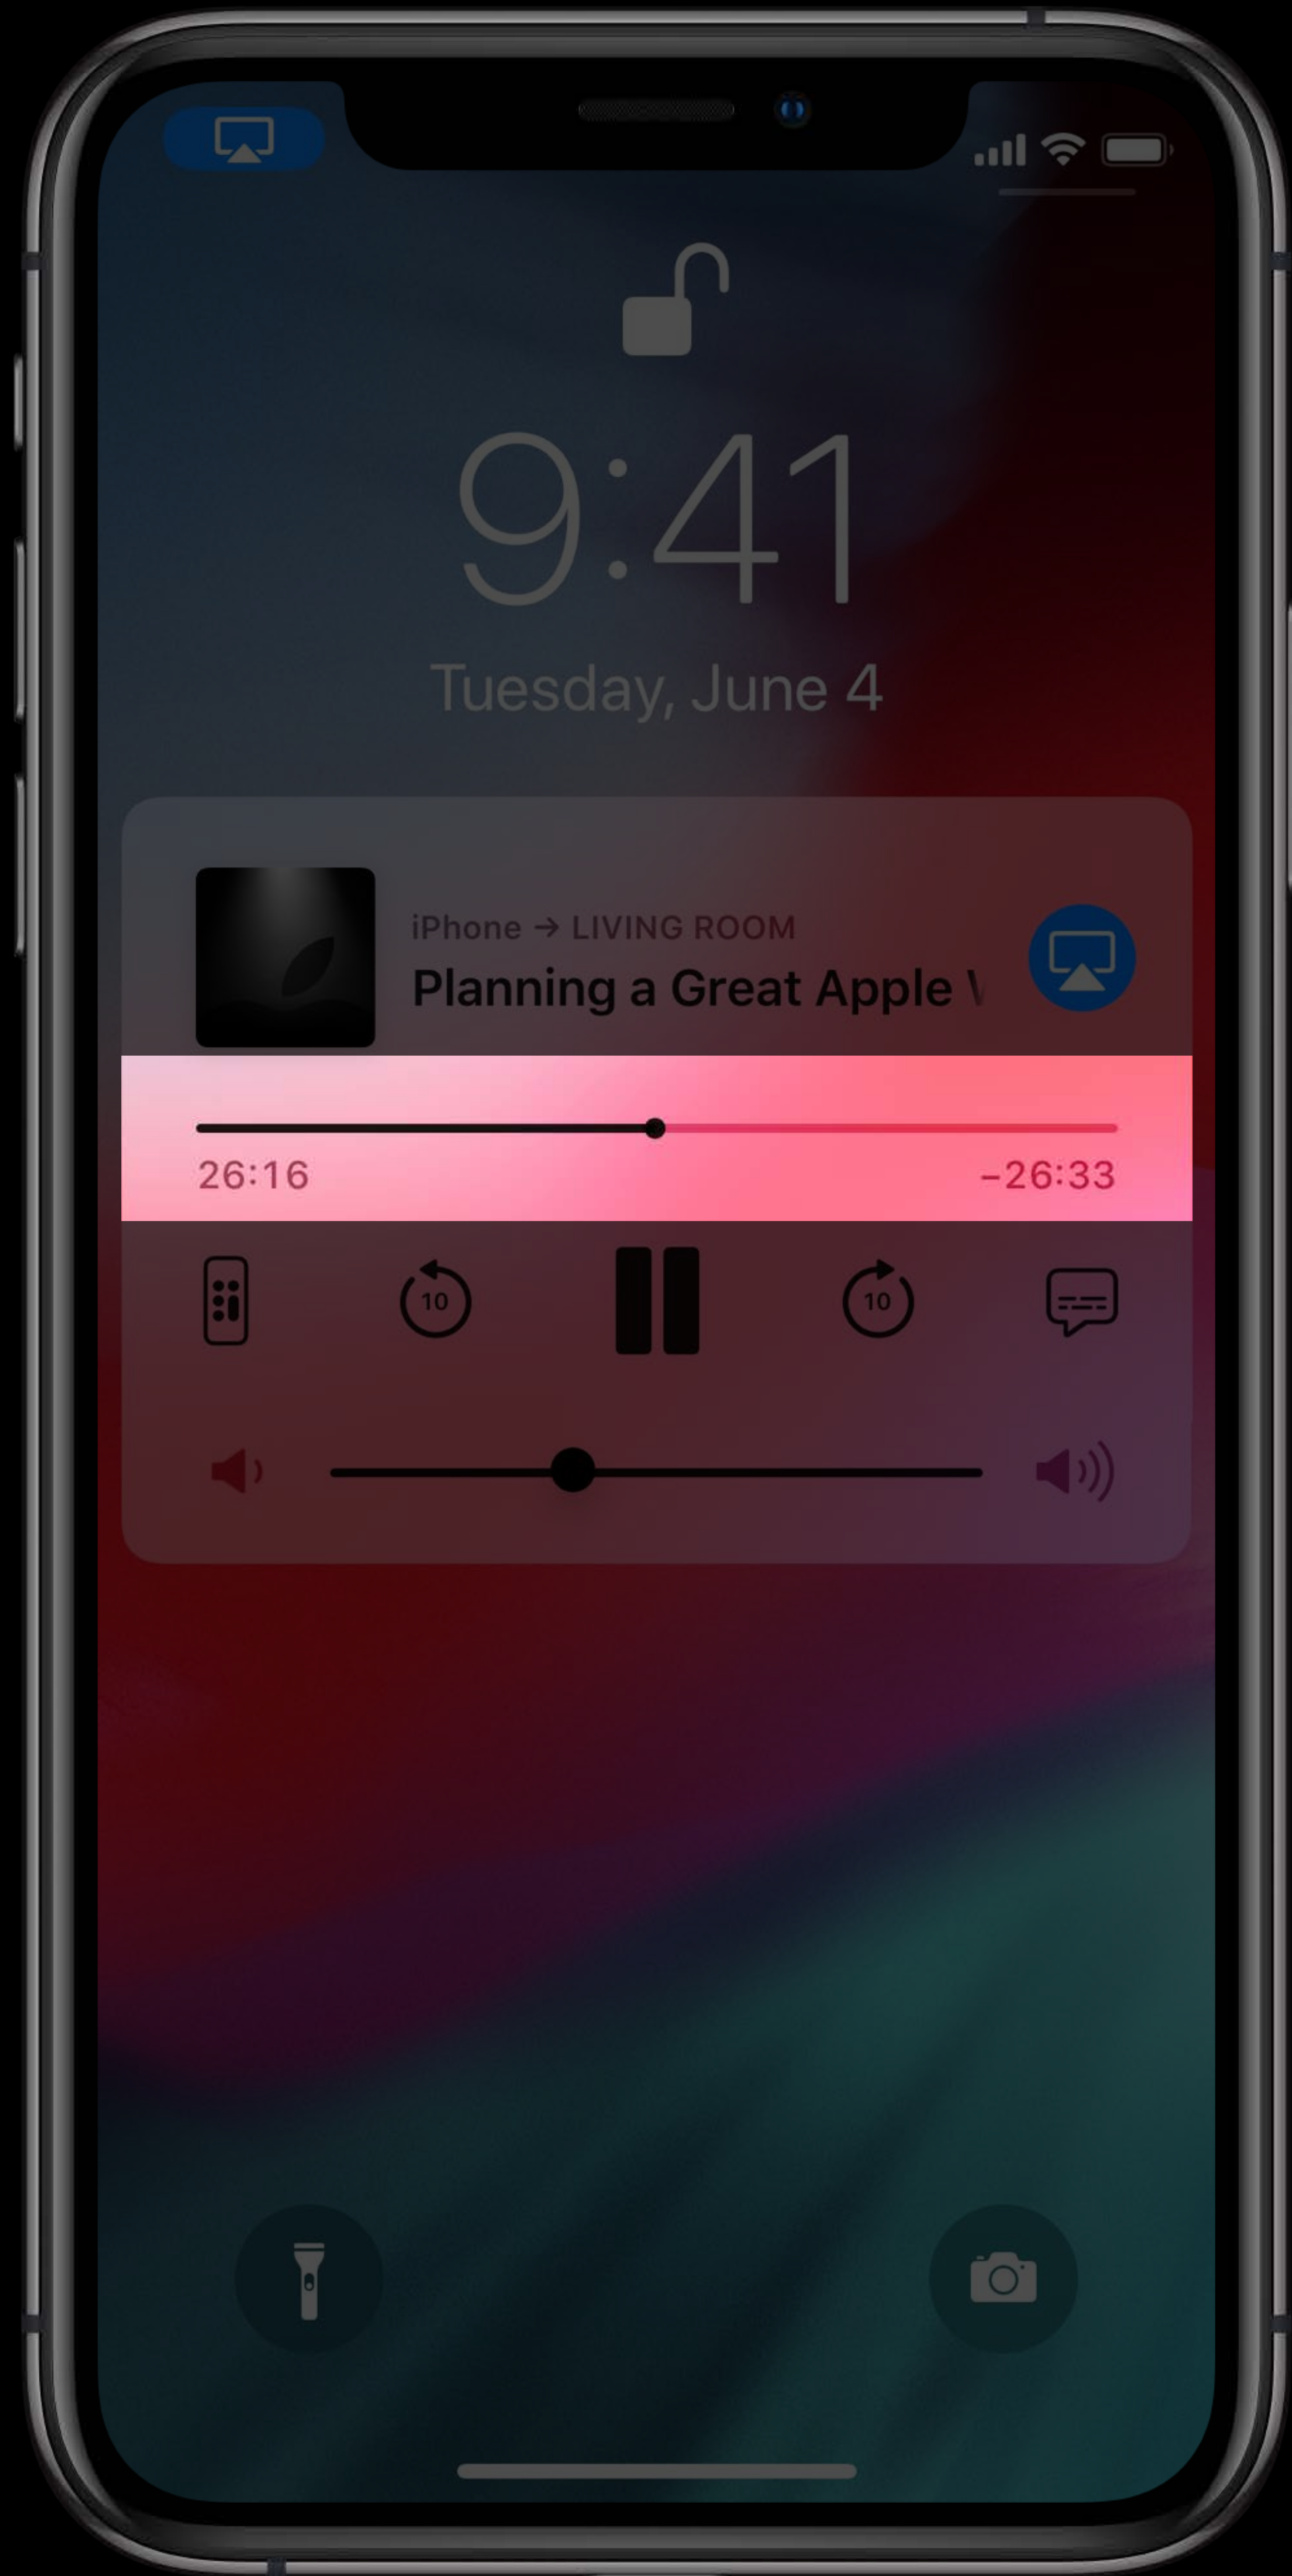 9:41
Tuesday, June 4
iPhone → LIVING ROOM
Planning a Great Apple
26:16
–26:33
10
10